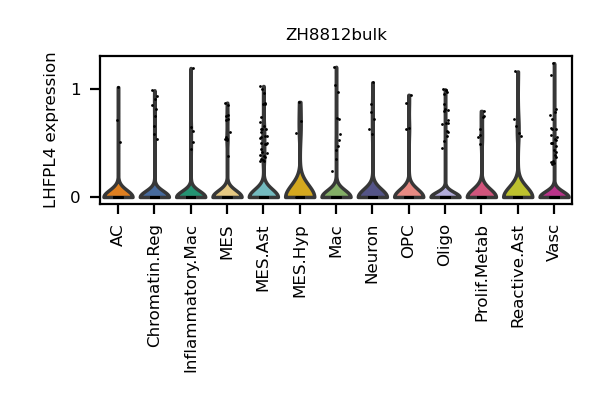 ZH8812bulk
LHFPL4 expression
1
0
AC
Chromatin.Reg
Inflammatory.Mac
MES
MES.Ast
MES.Hyp
Mac
Neuron
OPC
Oligo
Prolif.Metab
Reactive.Ast
Vasc